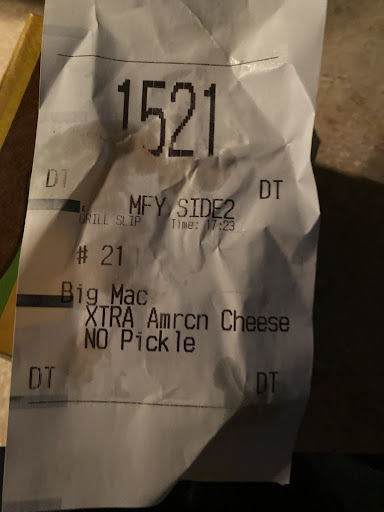 1521
DT DT
MFY SIDE2
GRILL SLIP Time: 17:23
# 21
Big Mac
XTRA Amrcn Cheese
NO Pickle
DT DT